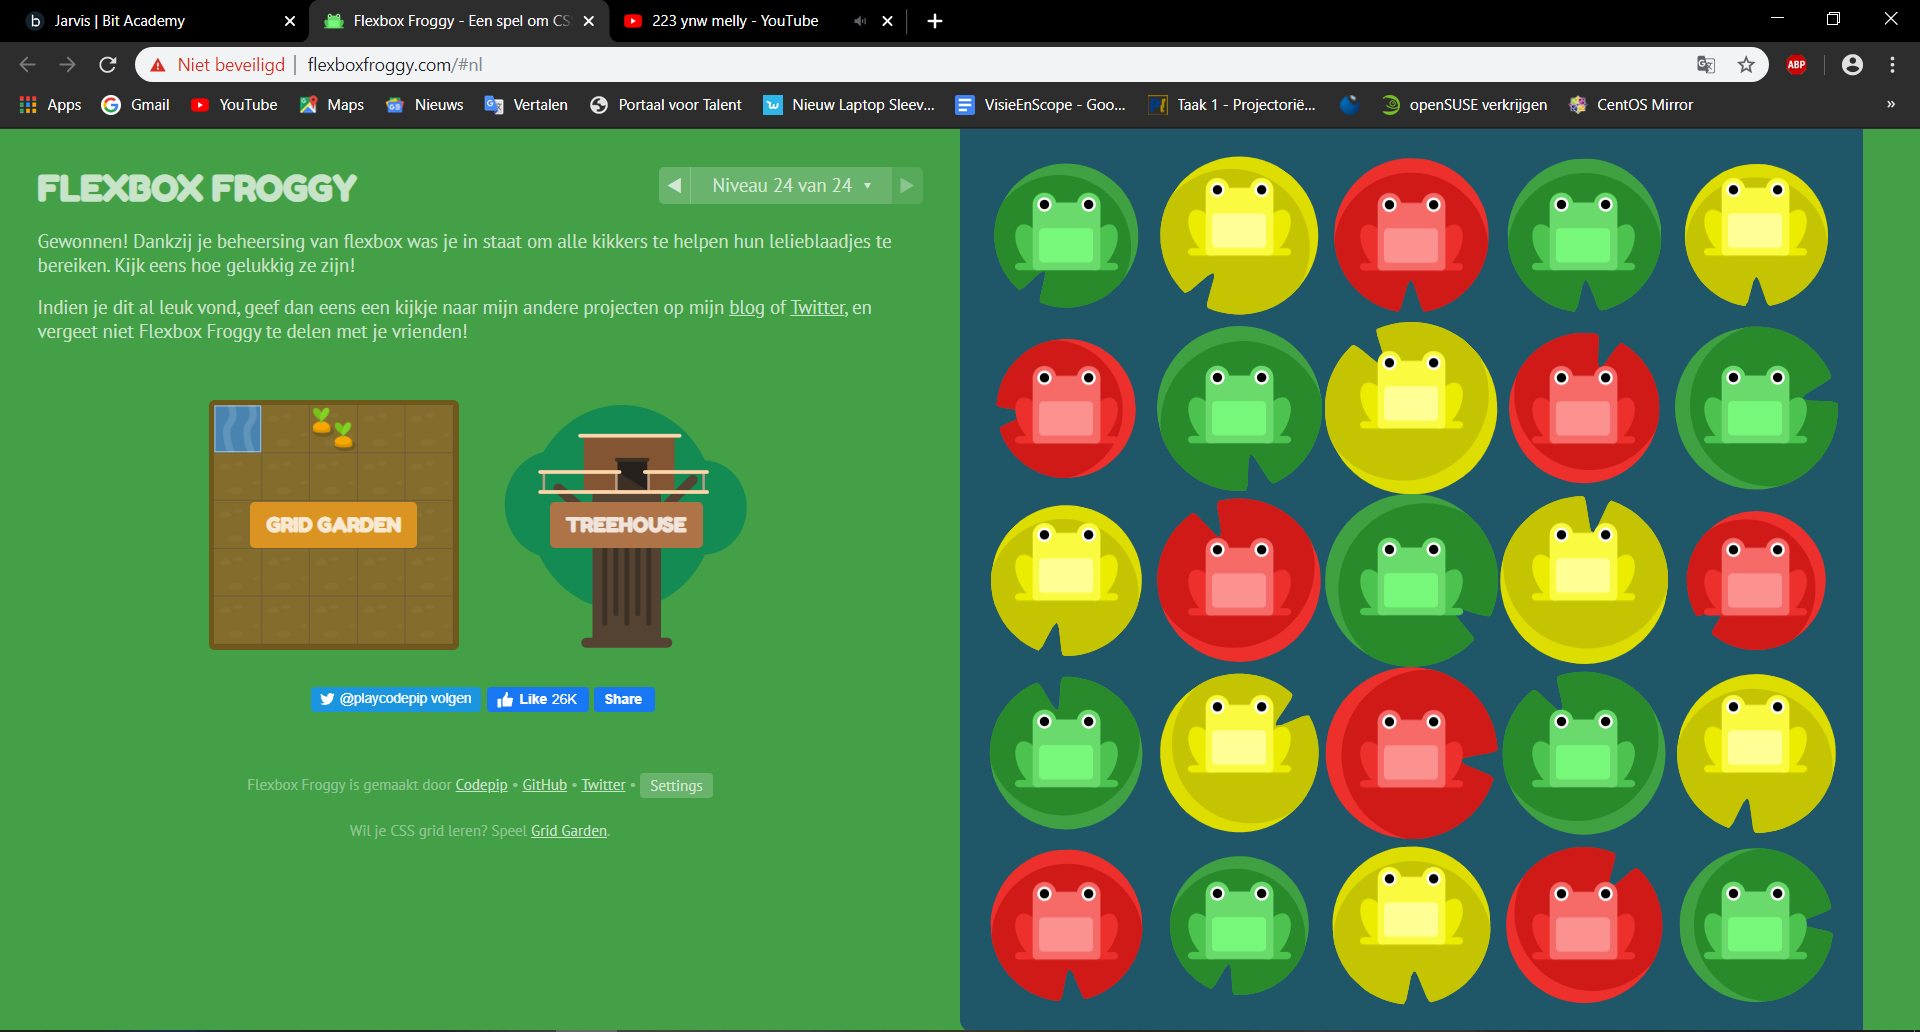 Jarvis | Bit Academy
Flexbox Froggy - Een spel om CS
223 ynw melly - YouTube
Niet beveiligd
flexboxfroggy.com/#nl
ABP
Apps
Gmail
YouTube
Maps
Nieuws
Vertalen
Portaal voor Talent
Nieuw Laptop Sleev...
VisieEnScope - Goo...
Taak 1 - Projectorië...
openSUSE verkrijgen
CentOS Mirror
»
FLEXBOX FROGGY
Niveau 24 van 24
Gewonnen! Dankzij je beheersing van flexbox was je in staat om alle kikkers te helpen hun lelieblaadjes te
bereiken. Kijk eens hoe gelukkig ze zijn!
Indien je dit al leuk vond, geef dan eens een kijkje naar mijn andere projecten op mijn blog of Twitter, en
vergeet niet Flexbox Froggy te delen met je vrienden!
GRID GARDEN
TREEHOUSE
@playcodepip volgen
Like 26K
Share
Flexbox Froggy is gemaakt door Codepip • GitHub • Twitter • Settings
Wil je CSS grid leren? Speel Grid Garden.